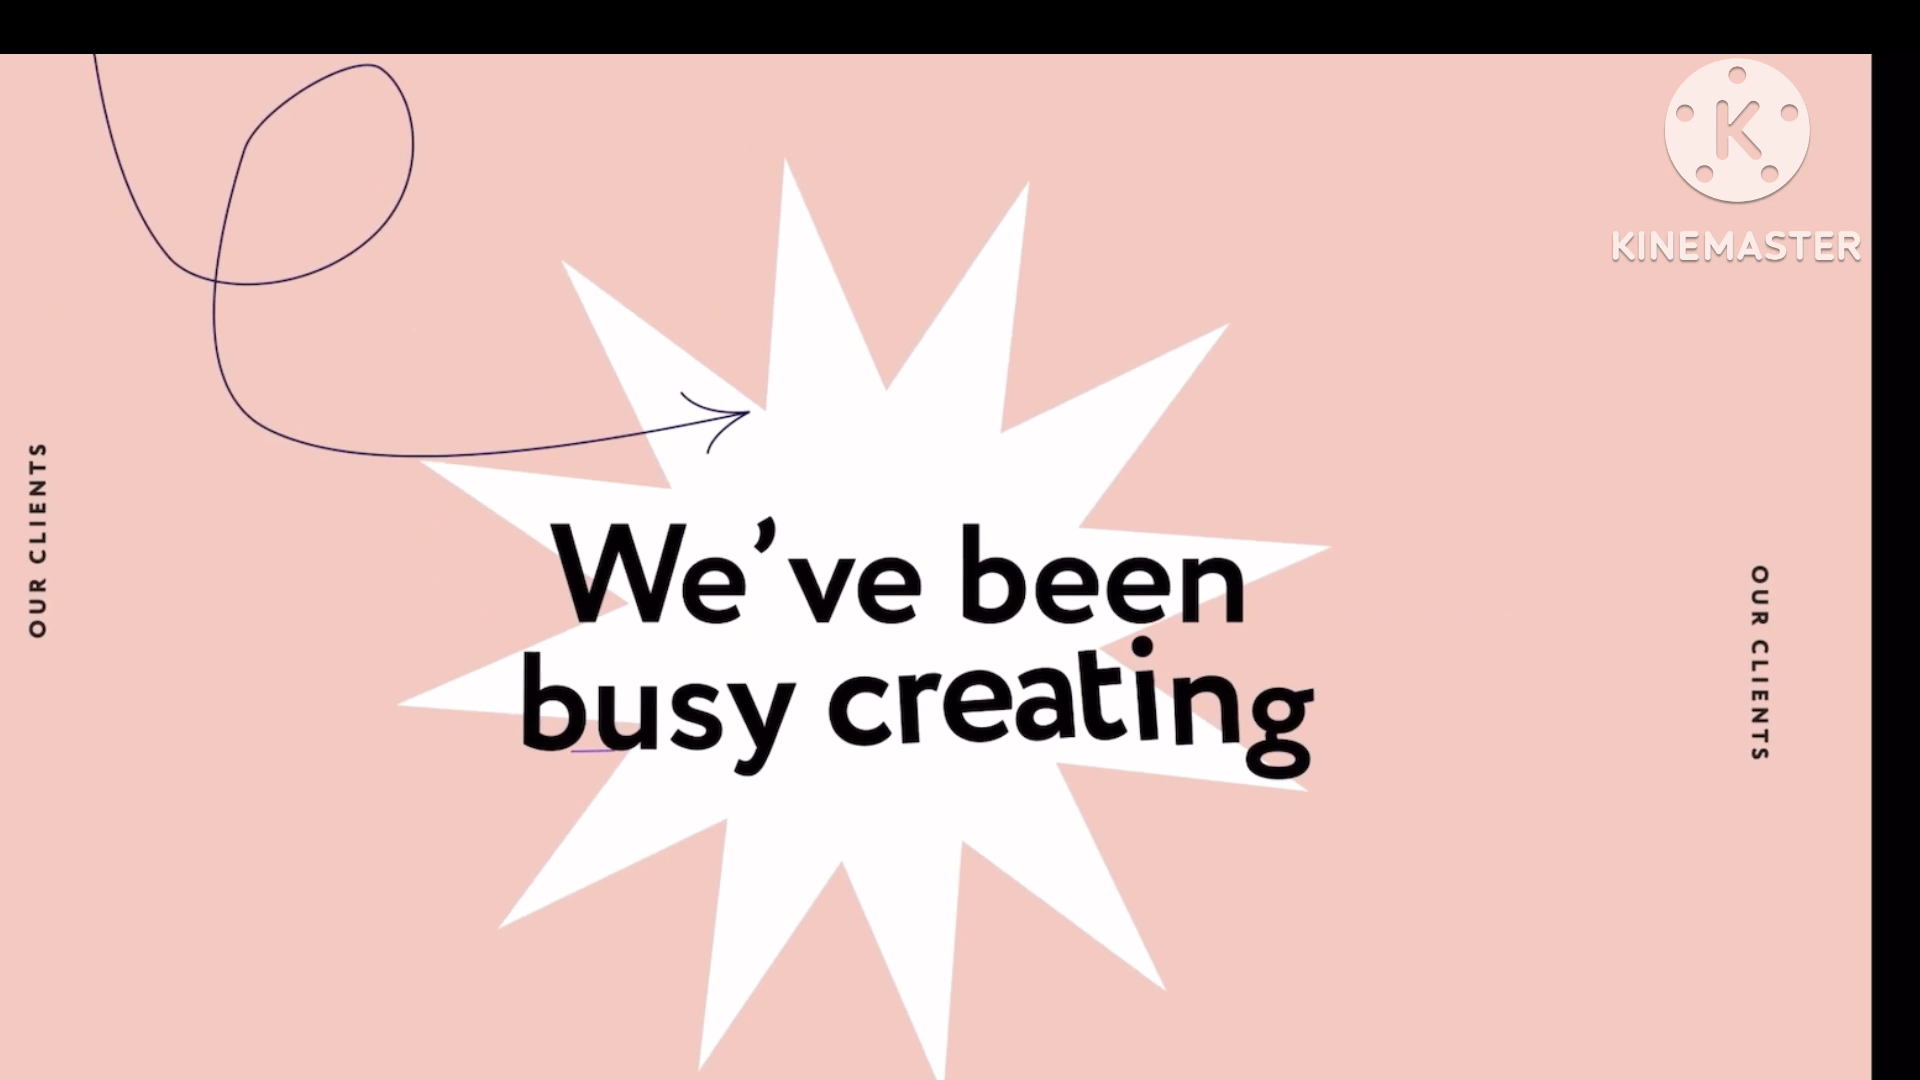 KINEMASTER
OUR CLIENTS
We've been
busy creating
OUR CLIENTS